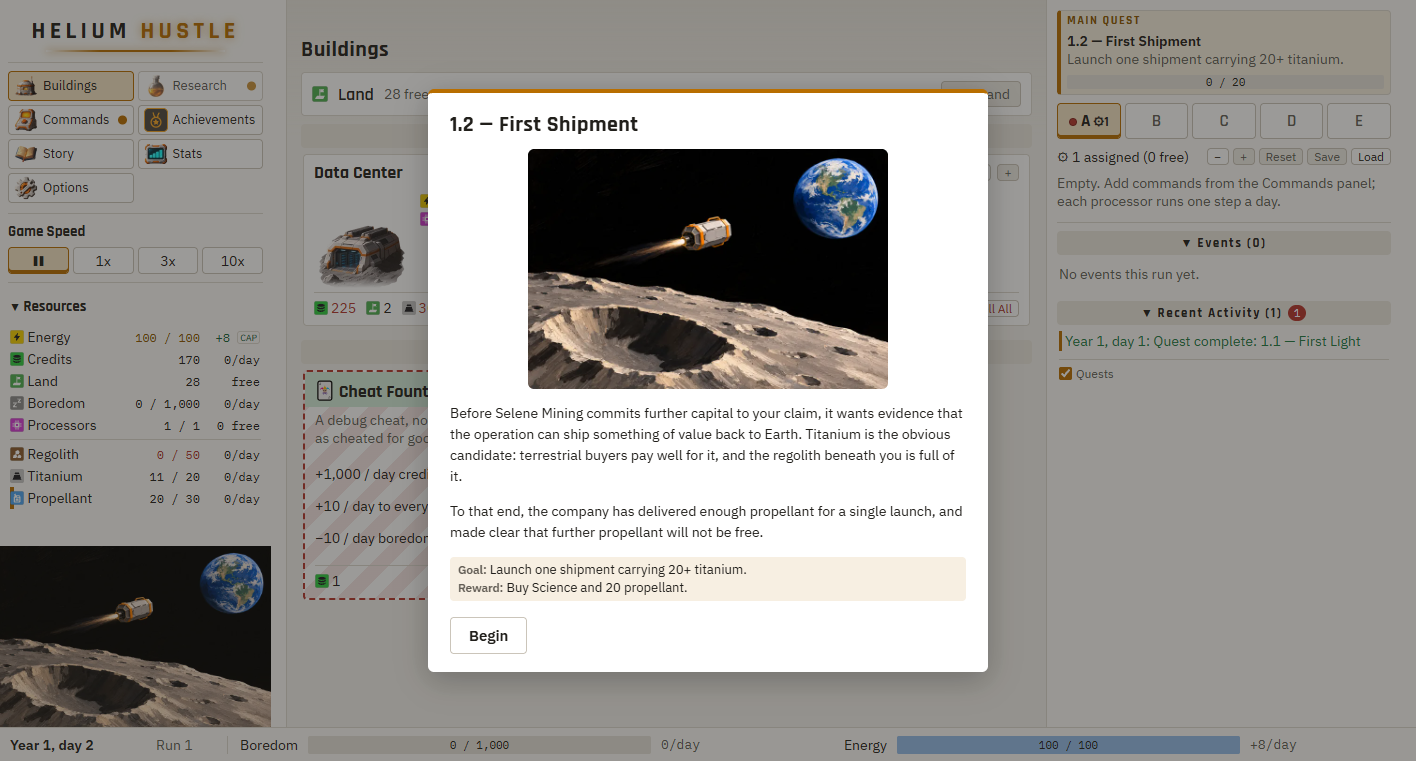 HELIUM HUSTLE
Buildings
Research
Commands
Achievements
Story
Stats
Options
Game Speed
1x
3x
10x
▼ Resources
Energy 100 / 100 +8 CAP
Credits 170 0/day
Land 28 free
Boredom 0 / 1,000 0/day
Processors 1 / 1 0 free
Regolith 0 / 50 0/day
Titanium 11 / 20 0/day
Propellant 20 / 30 0/day
Buildings
Land 28 free
Data Center
+
225 2 3
Cheat Fount
A debug cheat, no
as cheated for goo
+1,000 / day credi
+10 / day to every
−10 / day boredor
1
1.2 — First Shipment
Before Selene Mining commits further capital to your claim, it wants evidence that
the operation can ship something of value back to Earth. Titanium is the obvious
candidate: terrestrial buyers pay well for it, and the regolith beneath you is full of
it.
To that end, the company has delivered enough propellant for a single launch, and
made clear that further propellant will not be free.
Goal: Launch one shipment carrying 20+ titanium.
Reward: Buy Science and 20 propellant.
Begin
MAIN QUEST
1.2 — First Shipment
Launch one shipment carrying 20+ titanium.
0 / 20
A ⚙1
B
C
D
E
⚙ 1 assigned (0 free) − + Reset Save Load
Empty. Add commands from the Commands panel;
each processor runs one step a day.
▼ Events (0)
No events this run yet.
▼ Recent Activity (1) 1
Year 1, day 1: Quest complete: 1.1 — First Light
Quests
Year 1, day 2 Run 1 Boredom 0 / 1,000 0/day Energy 100 / 100 +8/day